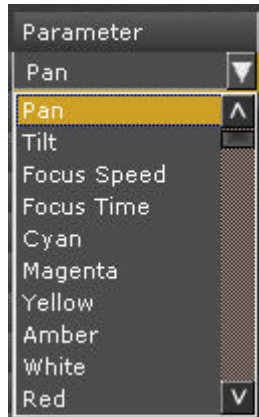 Parameter
Pan
Pan
Tilt
Focus Speed
Focus Time
Cyan
Magenta
Yellow
Amber
White
Red